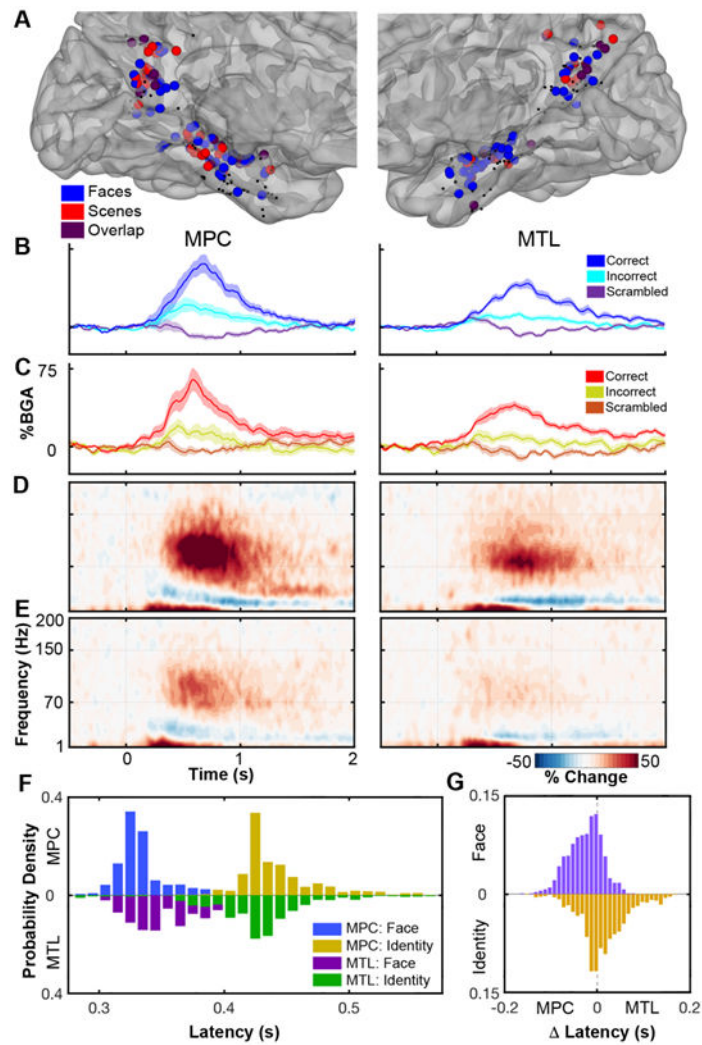 A
Faces
Scenes
Overlap
MPC
MTL
B
Correct
Incorrect
Scrambled
C
75
%BGA
0
Correct
Incorrect
Scrambled
D
E
Frequency (Hz)
200
150
70
1
0
1
2
Time (s)
-50
50
% Change
F
0.4
Probability Density
MPC
0
MTL
0.4
MPC: Face
MPC: Identity
MTL: Face
MTL: Identity
0.3
0.4
0.5
Latency (s)
G
0.15
Face
0
Identity
0.15
-0.2
MPC
0
MTL
0.2
Δ Latency (s)